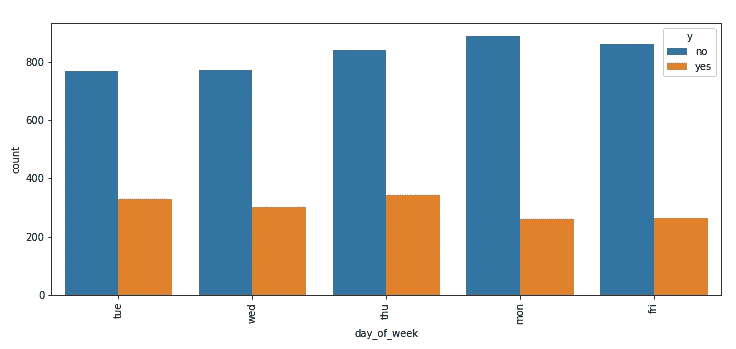 y
no
yes
800
600
400
200
0
count
tue
wed
thu
mon
fri
day_of_week